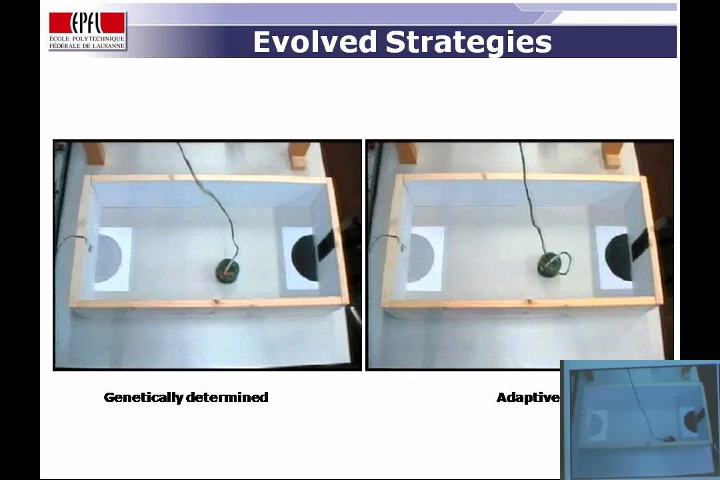 EPFL
ÉCOLE POLYTECHNIQUE
FÉDÉRALE DE LAUSANNE
Evolved Strategies
Genetically determined
Adaptive